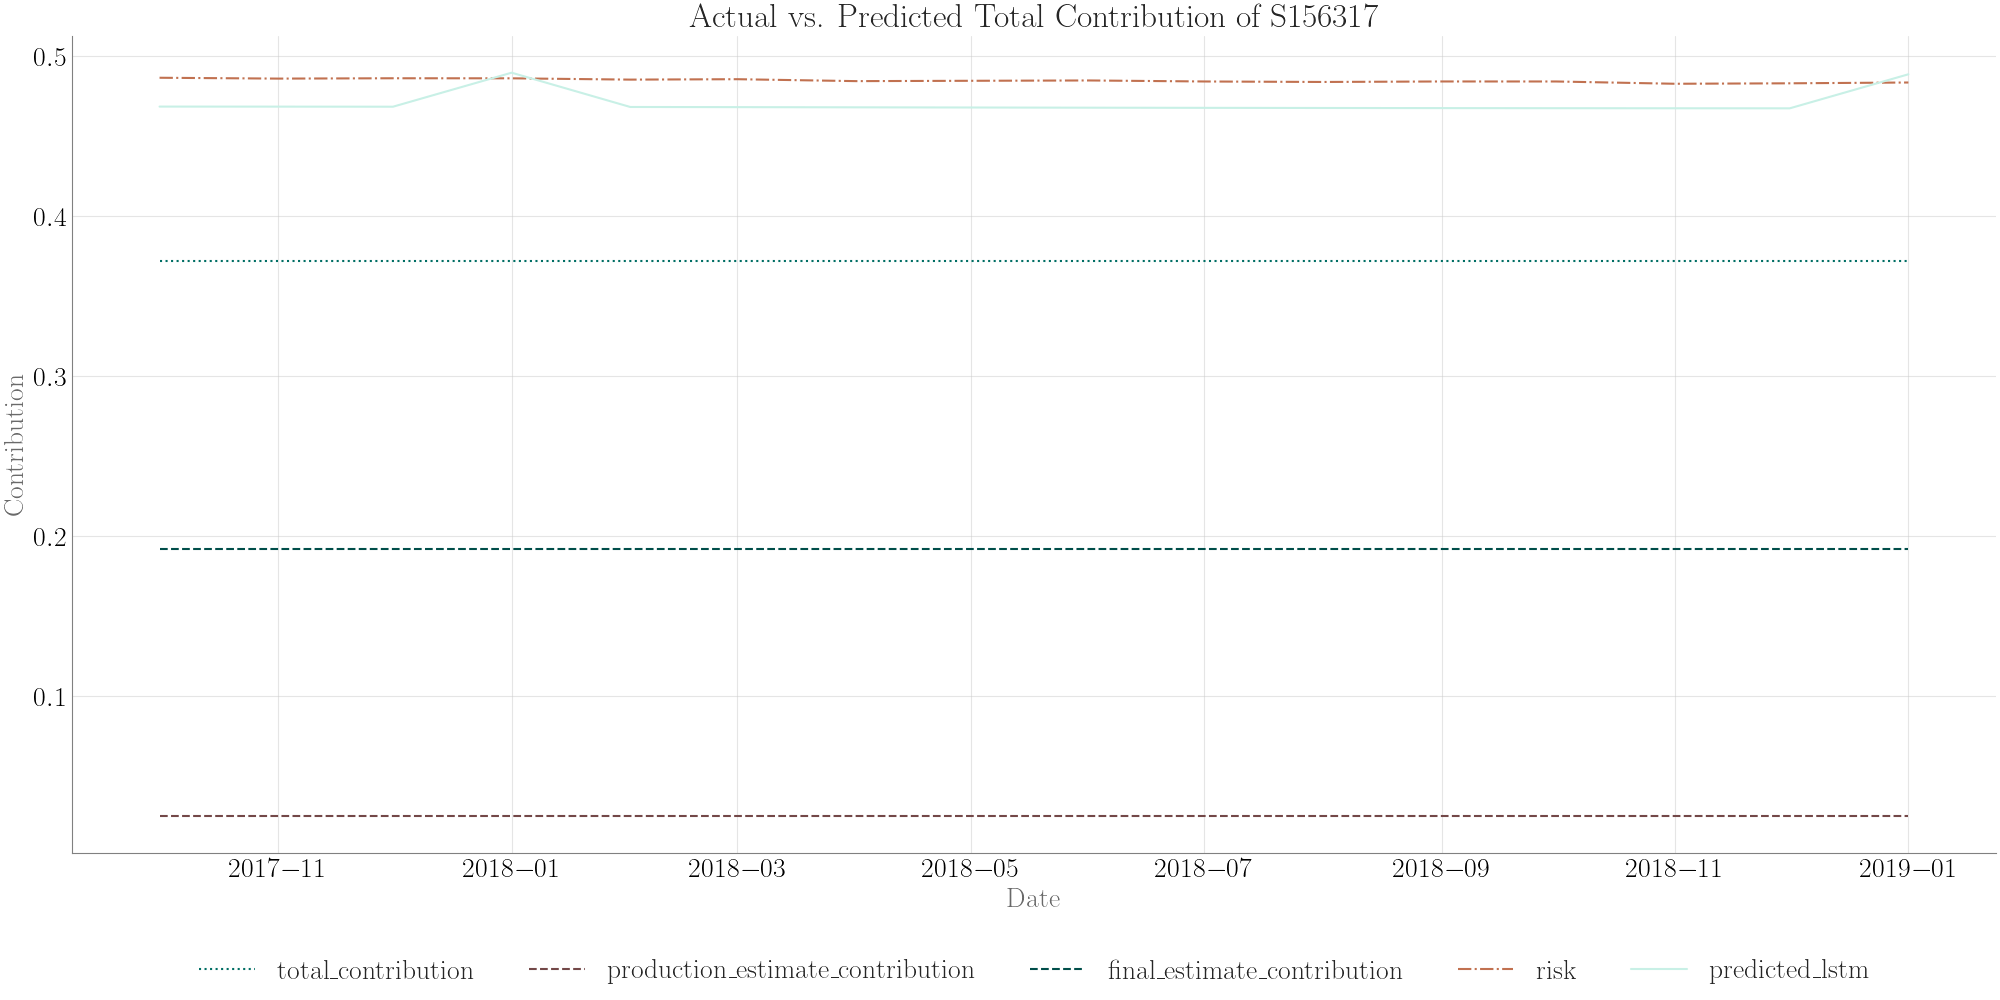 Actual vs. Predicted Total Contribution of S156317
Contribution
0.5
0.4
0.3
0.2
0.1
2017–11 2018–01 2018–03 2018–05 2018–07 2018–09 2018–11 2019–01
Date
total_contribution production_estimate_contribution final_estimate_contribution risk predicted_lstm